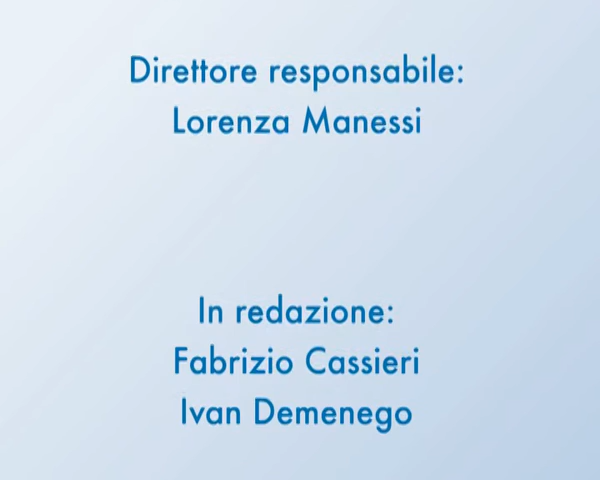 Direttore responsabile:
Lorenza Manessi
In redazione:
Fabrizio Cassieri
Ivan Demenego